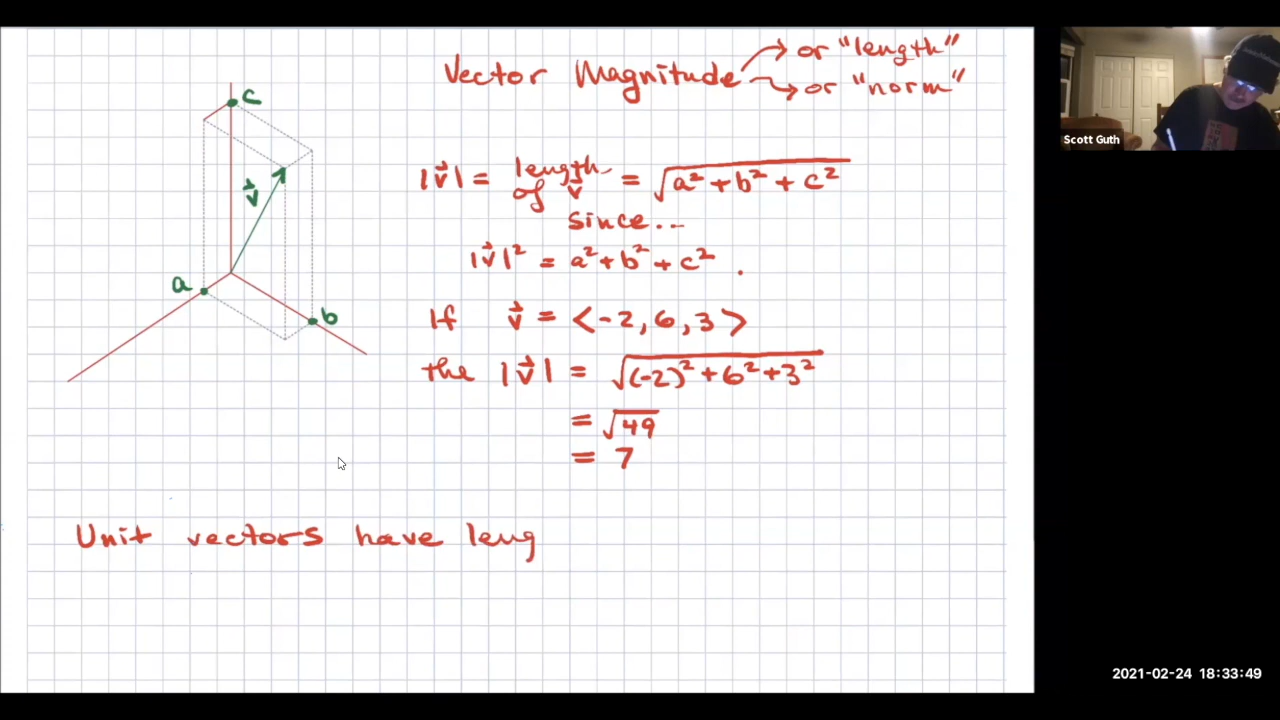 Vector Magnitude
or "length"
or "norm"
c
v⃗
a
b
|v⃗| = length of v⃗ = √(a² + b² + c²)
since...
|v⃗|² = a² + b² + c².
If v⃗ = <-2, 6, 3>
the |v⃗| = √((-2)² + 6² + 3²)
= √49
= 7
Unit vectors have leng
Scott Guth
2021-02-24 18:33:49